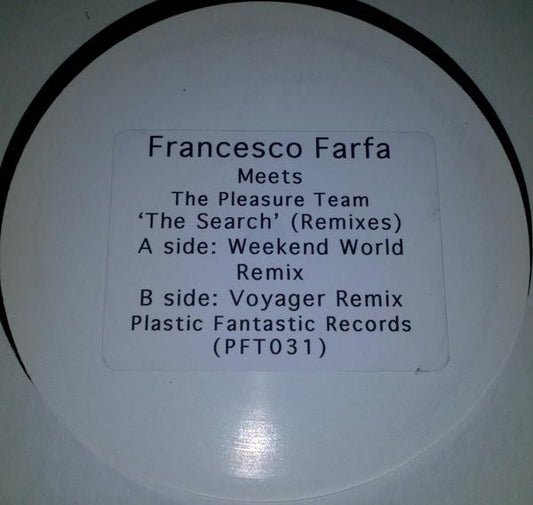 Francesco Farfa
Meets
The Pleasure Team
‘The Search’ (Remixes)
A side: Weekend World
Remix
B side: Voyager Remix
Plastic Fantastic Records
(PFT031)